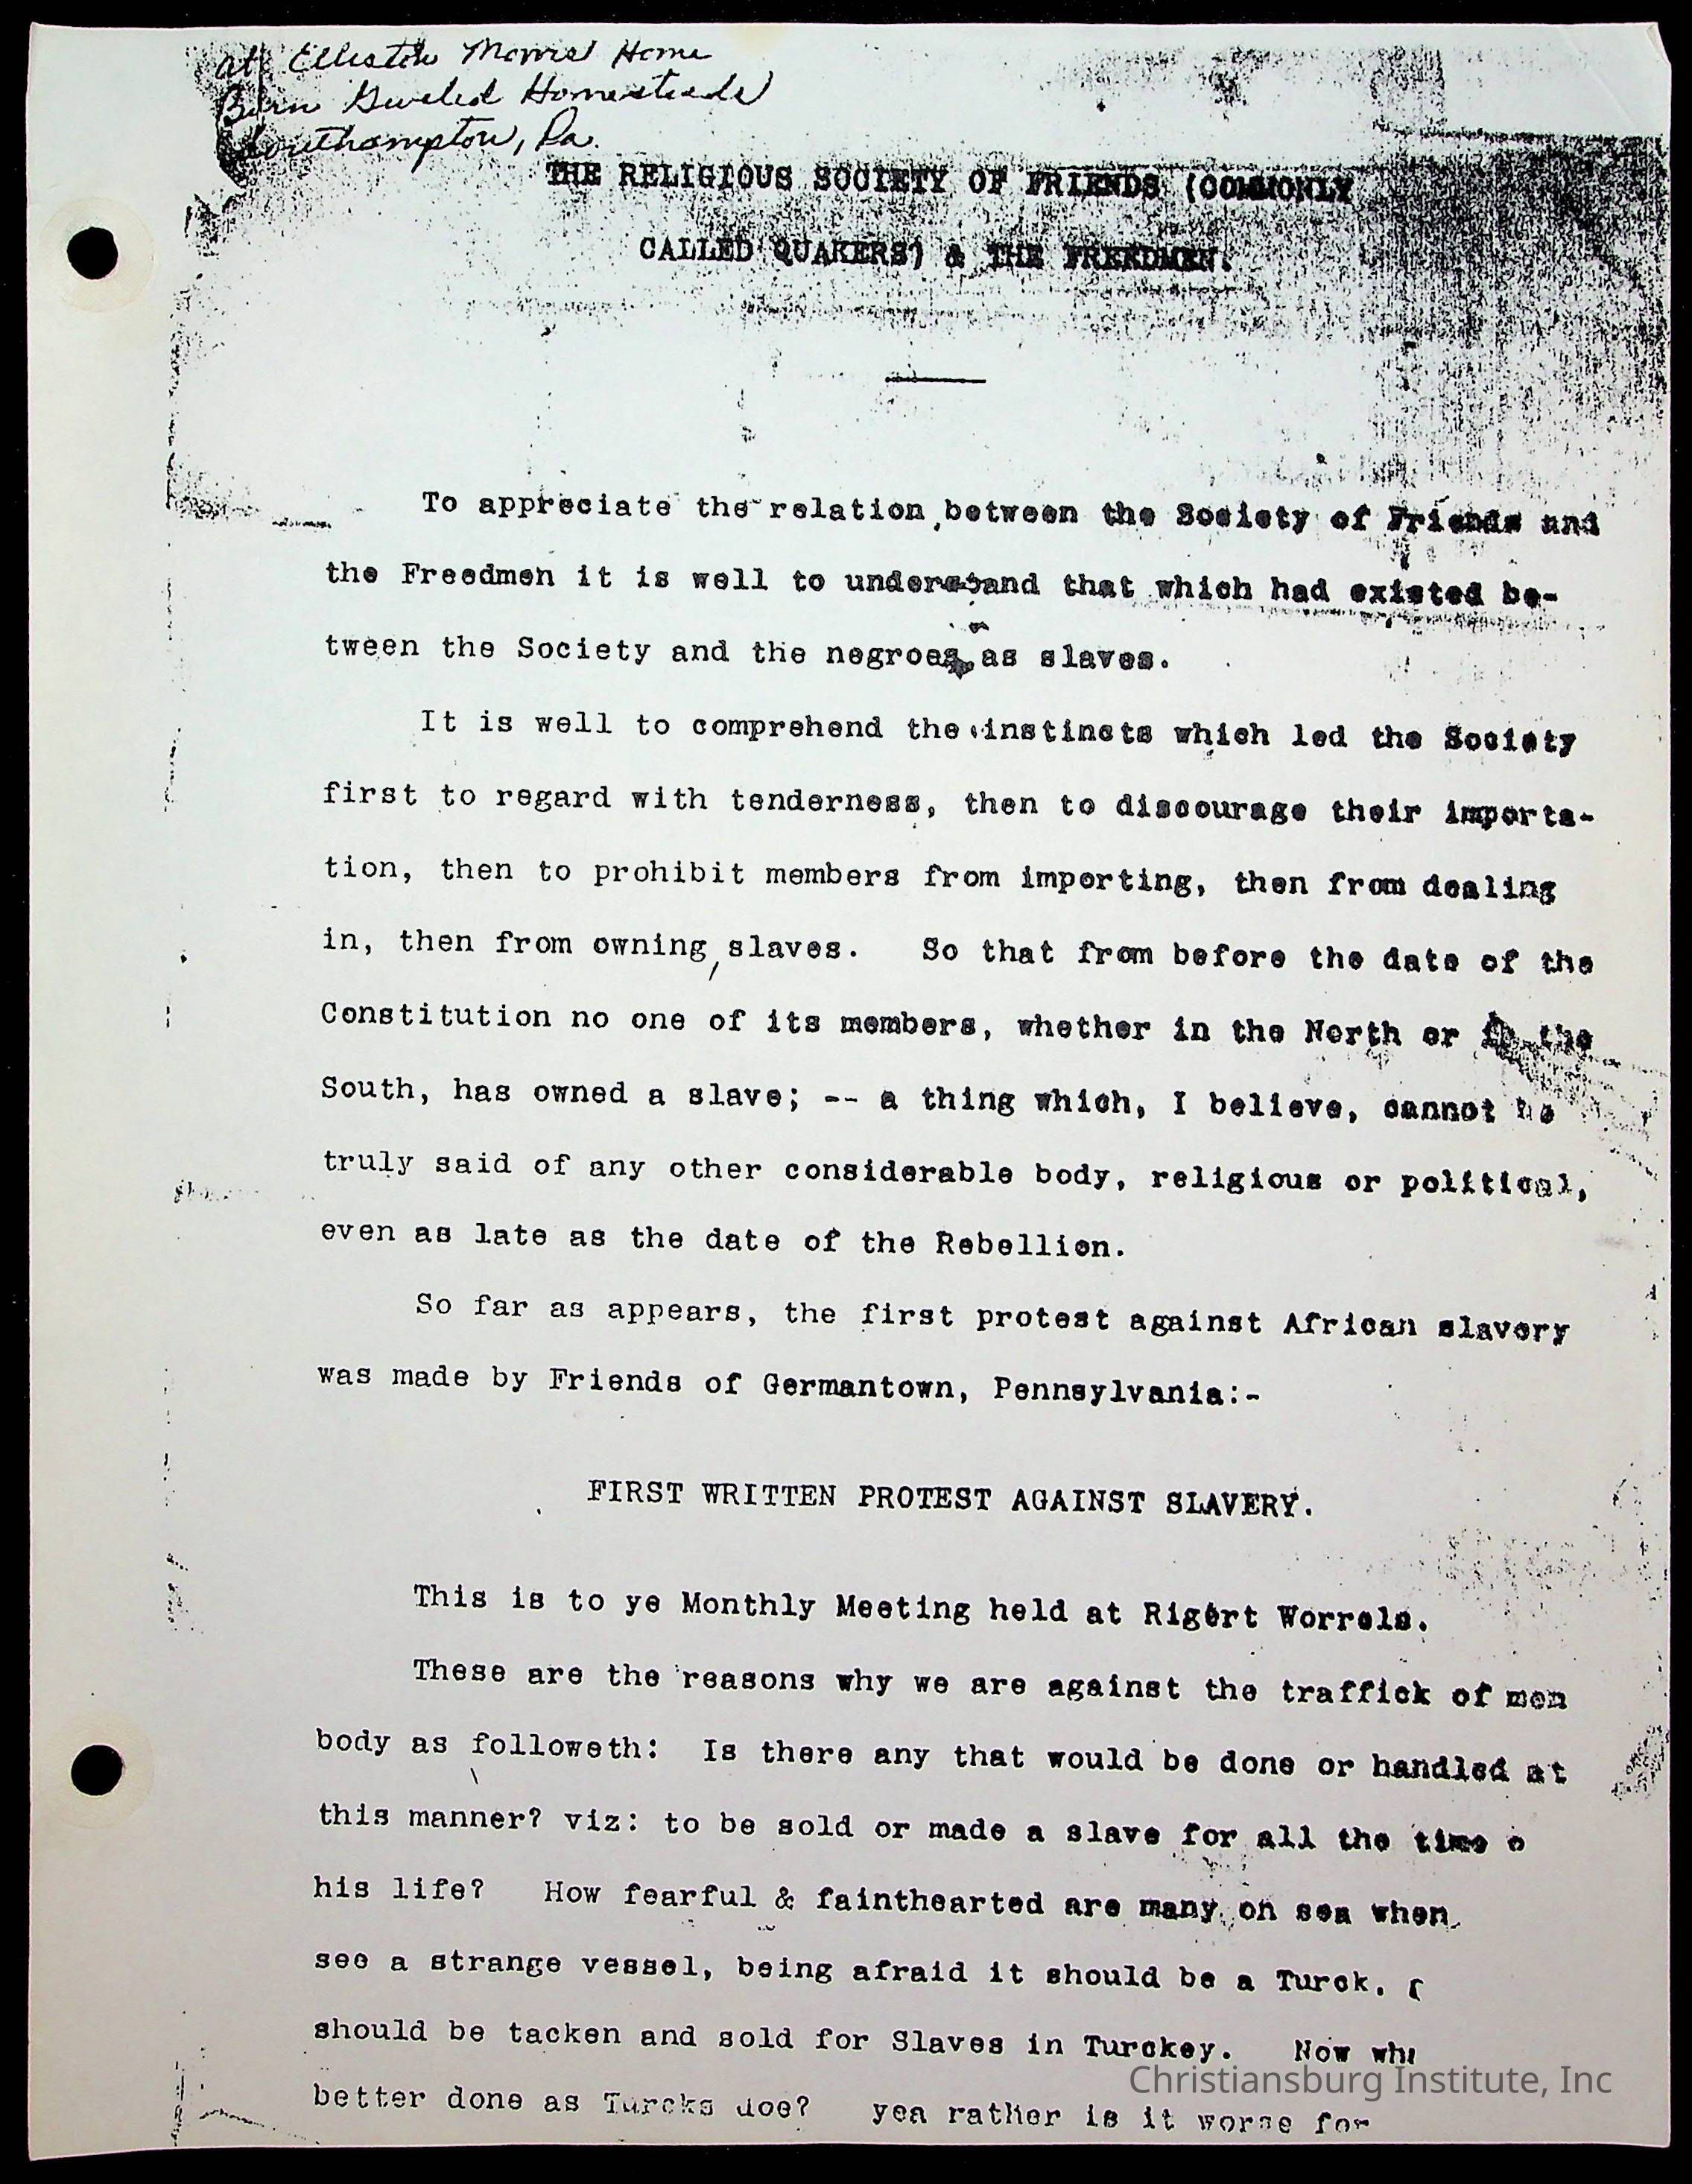 at Elliston Morris Home
Homesteads
Southampton, Pa.
THE RELIGIOUS SOCIETY OF FRIENDS (COMMONLY
CALLED QUAKERS) & THE FREEDMEN.
To appreciate the relation between the Society of Friends and
the Freedmen it is well to understand that which had existed be-
tween the Society and the negroes as slaves.
It is well to comprehend the instincts which led the Society
first to regard with tenderness, then to discourage their importa-
tion, then to prohibit members from importing, then from dealing
in, then from owning slaves. So that from before the date of the
Constitution no one of its members, whether in the North or in the
South, has owned a slave; -- a thing which, I believe, cannot be
truly said of any other considerable body, religious or political,
even as late as the date of the Rebellion.
So far as appears, the first protest against African slavery
was made by Friends of Germantown, Pennsylvania:-
FIRST WRITTEN PROTEST AGAINST SLAVERY.
This is to ye Monthly Meeting held at Rigert Worrels.
These are the reasons why we are against the traffick of men
body as followeth: Is there any that would be done or handled at
this manner? viz: to be sold or made a slave for all the time o
his life? How fearful & fainthearted are many on sea when
see a strange vessel, being afraid it should be a Turck.
should be tacken and sold for Slaves in Turckey. Now
better done as Turcks doe? yea rather is it worse for
Christiansburg Institute, Inc